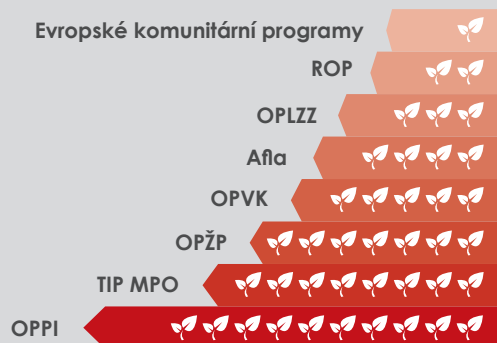 Evropské komunitární programy
ROP
OPLZZ
Afla
OPVK
OPŽP
TIP MPO
OPPI